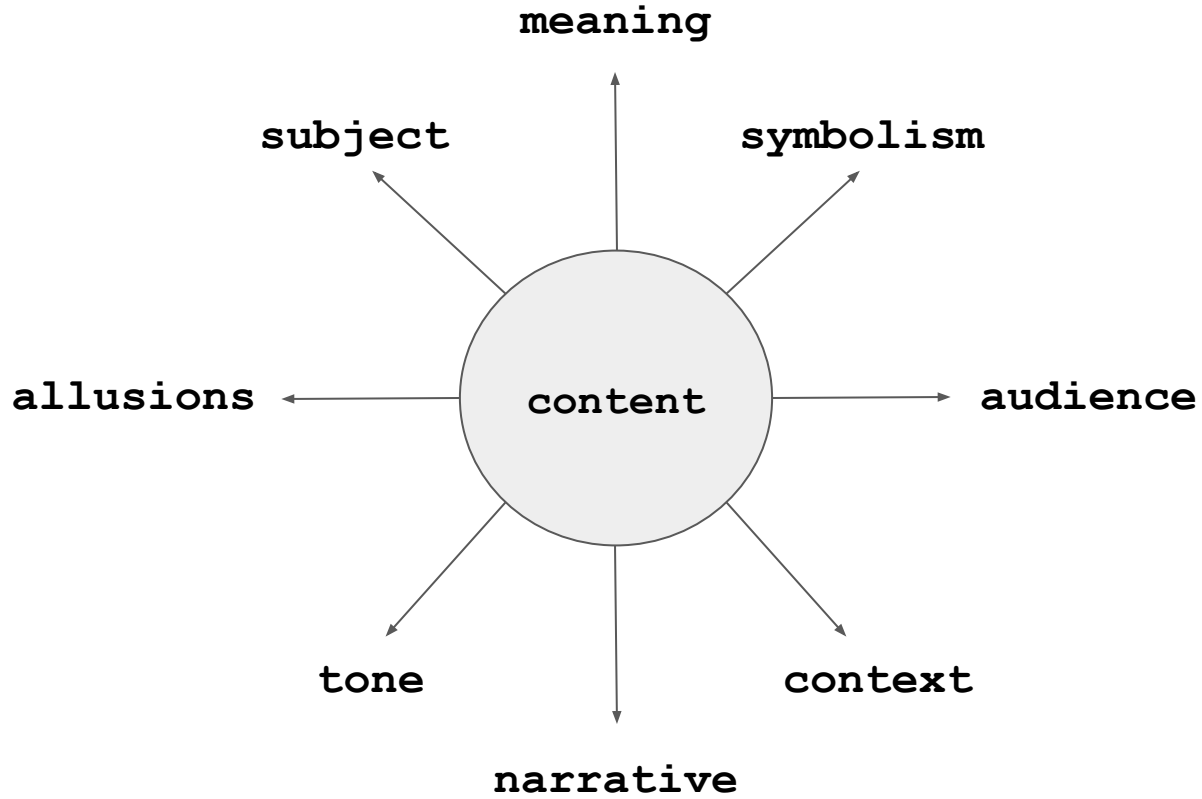 meaning
subject
symbolism
allusions
content
audience
tone
context
narrative